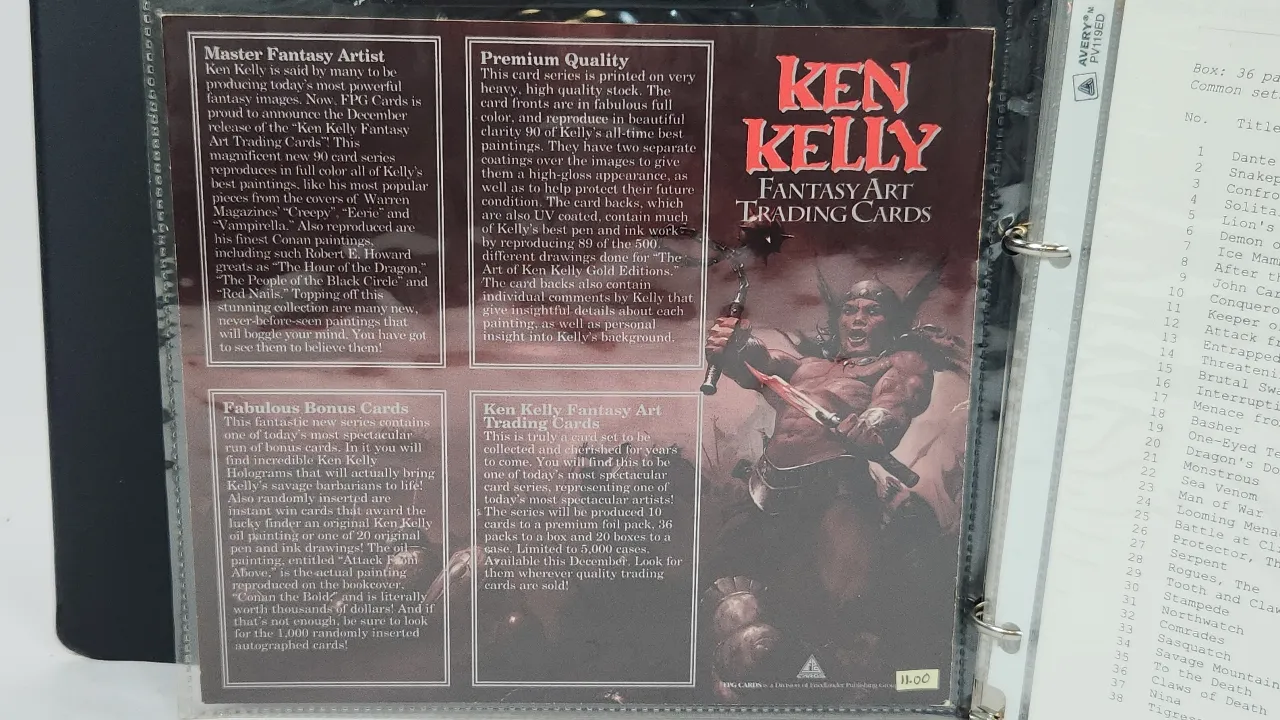 Master Fantasy Artist
Ken Kelly is said by many to be
producing today's most powerful
fantasy images. Now, FPG Cards is
proud to announce the December
release of the "Ken Kelly Fantasy
Art Trading Cards"! This
magnificent new 90 card series
reproduces in full color all of Kelly's
best paintings, like his most popular
pieces from the covers of Warren
Magazines' "Creepy", "Eerie" and
"Vampirella." Also reproduced are
his finest Conan paintings,
including such Robert E. Howard
greats as "The Hour of the Dragon,"
"The People of the Black Circle" and
"Red Nails." Topping off this
stunning collection are many new,
never-before-seen paintings that
will boggle your mind. You have got
to see them to believe them!
Premium Quality
This card series is printed on very
heavy, high quality stock. The
card fronts are in fabulous full
color, and reproduce in beautiful
clarity 90 of Kelly's all-time best
paintings. They have two separate
coatings over the images to give
them a high-gloss appearance, as
well as to help protect their future
condition. The card backs, which
are also UV coated, contain much
of Kelly's best pen and ink work
by reproducing 89 of the 500
different drawings done for "The
Art of Ken Kelly Gold Editions."
The card backs also contain
individual comments by Kelly that
give insightful details about each
painting, as well as personal
insight into Kelly's background.
Fabulous Bonus Cards
This fantastic new series contains
one of today's most spectacular
run of bonus cards. In it you will
find incredible Ken Kelly
Holograms that will actually bring
Kelly's savage barbarians to life!
Also randomly inserted are
instant win cards that award the
lucky finder an original Ken Kelly
oil painting or one of 20 original
pen and ink drawings! The oil
painting, entitled "Attack From
Above," is the actual painting
reproduced on the bookcover,
"Conan the Bold," and is literally
worth thousands of dollars! And if
that's not enough, be sure to look
for the 1,000 randomly inserted
autographed cards!
Ken Kelly Fantasy Art
Trading Cards
This is truly a card set to be
collected and cherished for years
to come. You will find this to be
one of today's most spectacular
card series, representing one of
today's most spectacular artists!
The series will be produced 10
cards to a premium foil pack, 36
packs to a box and 20 boxes to a
case. Limited to 5,000 cases.
Available this December. Look for
them wherever quality trading
cards are sold!
KEN
KELLY
FANTASY ART
TRADING CARDS
FPG CARDS is a Division of Friedlander Publishing
11.00
AVERY
PV119ED
Box: 36
Common
No. Title
1 Dante
2
3
4
5 Lion's
6 Demon
7 Ice
8 After
9 John
10
11 Keeper
12 Attack
13 Entrapped
14
15 Brutal
16
17 Menace
18 Basher
19 One-Eyed
20 Dragon's
21 Monstrous
22 Sea Venom
23 Man of War
24 Looming
25 Battle at
26 Protector,
27 Serpent
28 Rogues, The
29 Tooth and
30 Stampede
31 Northwatch
32 Comrades
33 Sasquatch
34 Savage
35 To the Death
36 Claws of Death
37 Nina
38